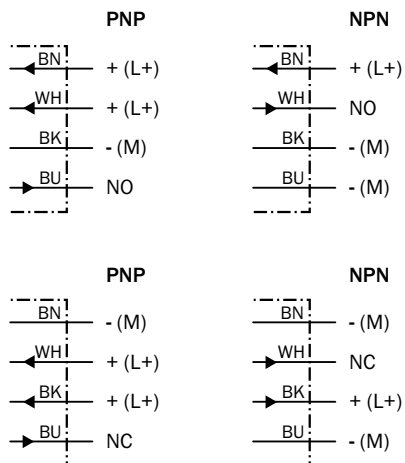 PNP NPN
BN + (L+) BN + (L+)
WH + (L+) WH NO
BK - (M) BK - (M)
BU NO BU - (M)
PNP NPN
BN - (M) BN - (M)
WH + (L+) WH NC
BK + (L+) BK + (L+)
BU NC BU - (M)